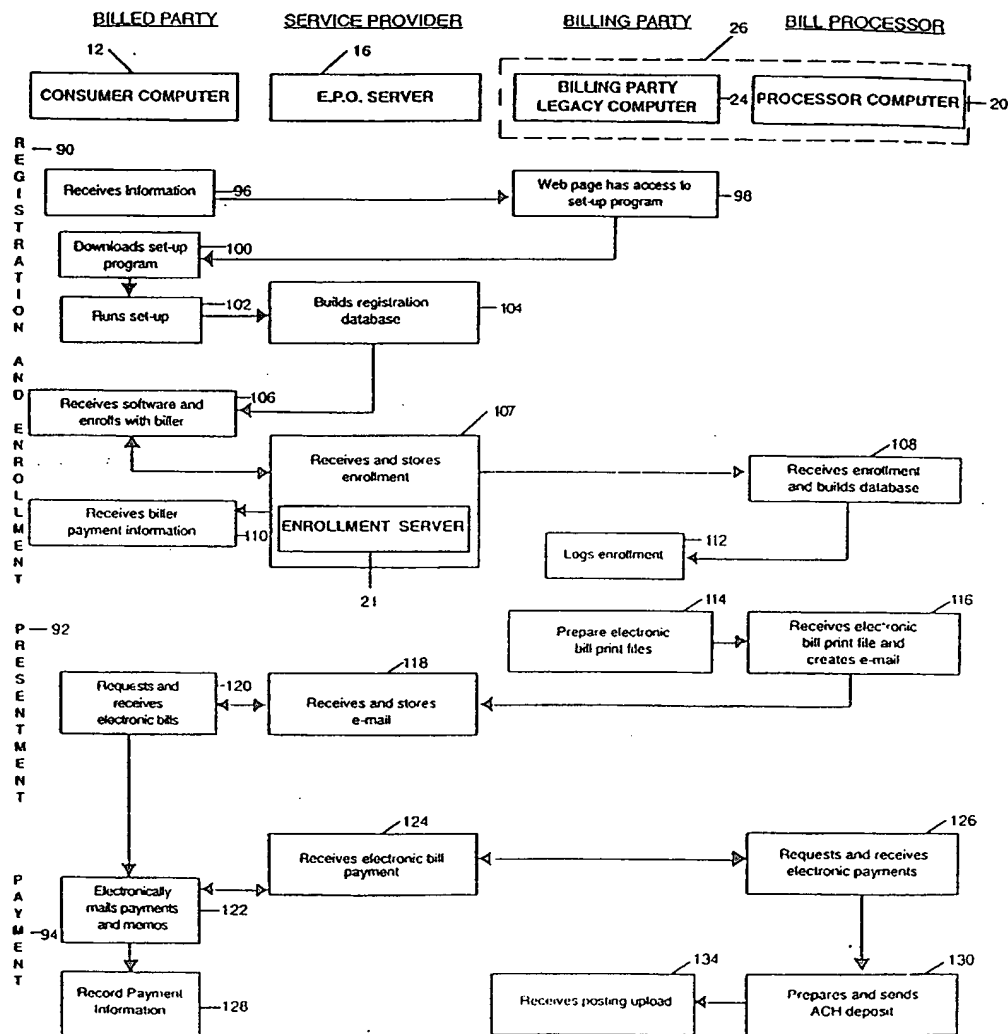 BILLED PARTY
SERVICE PROVIDER
BILLING PARTY
BILL PROCESSOR
12
16
26
CONSUMER COMPUTER
E.P.O. SERVER
BILLING PARTY
LEGACY COMPUTER
24
PROCESSOR COMPUTER
20
REGISTRATION AND ENROLLMENT
90
Receives Information
96
Web page has access to
set-up program
98
Downloads set-up
program
100
Runs set-up
102
Builds registration
database
104
Receives software and
enrolls with biller
106
107
Receives and stores
enrollment
108
Receives enrollment
and builds database
Receives biller
payment information
110
ENROLLMENT SERVER
21
Logs enrollment
112
PRESENTMENT
92
114
Prepare electronic
bill print files
116
Receives electronic
bill print file and
creates e-mail
118
Requests and
receives
electronic bills
120
Receives and stores
e-mail
124
Receives electronic bill
payment
126
Requests and receives
electronic payments
PAYMENT
94
Electronically
mails payments
and memos
122
Record Payment
Information
128
134
Receives posting upload
130
Prepares and sends
ACH deposit